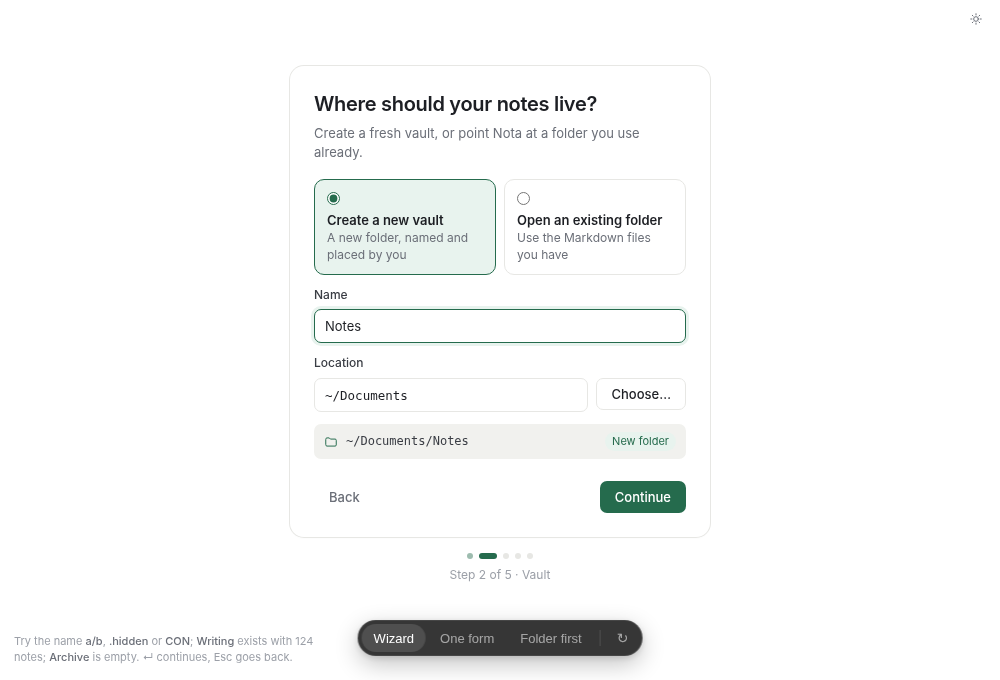 Where should your notes live?
Create a fresh vault, or point Nota at a folder you use
already.
Create a new vault
A new folder, named and
placed by you
Open an existing folder
Use the Markdown files
you have
Name
Notes
Location
~/Documents
Choose...
~/Documents/Notes
New folder
Back
Continue
Step 2 of 5 · Vault
Try the name a/b, .hidden or CON; Writing exists with 124
notes; Archive is empty. ↵ continues, Esc goes back.
Wizard
One form
Folder first
↻